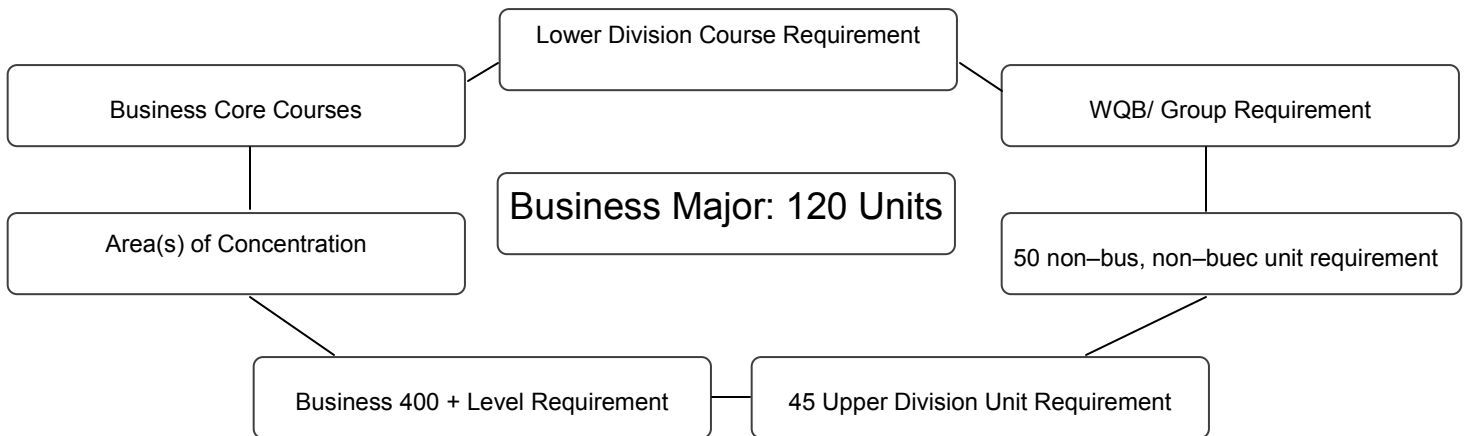 Lower Division Course Requirement
Business Core Courses
WQB/ Group Requirement
Business Major: 120 Units
Area(s) of Concentration
50 non–bus, non–buec unit requirement
Business 400 + Level Requirement
45 Upper Division Unit Requirement